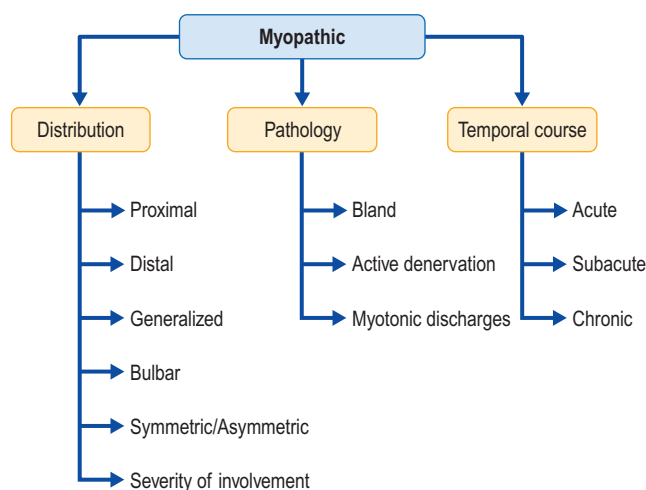 Myopathic
Distribution
Proximal
Distal
Generalized
Bulbar
Symmetric/Asymmetric
Severity of involvement
Pathology
Bland
Active denervation
Myotonic discharges
Temporal course
Acute
Subacute
Chronic